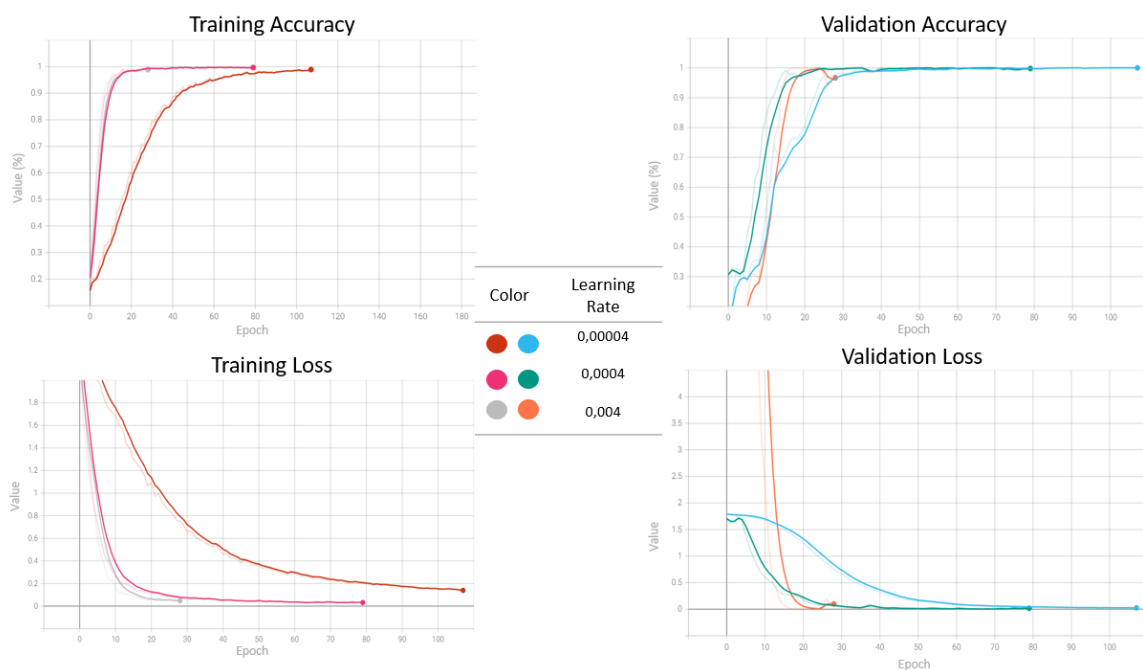 Training Accuracy
Value (%)
1
0.9
0.8
0.7
0.6
0.5
0.4
0.3
0.2
0 20 40 60 80 100 120 140 160 180
Epoch
Validation Accuracy
Value (%)
1
0.9
0.8
0.7
0.6
0.5
0.4
0.3
0 10 20 30 40 50 60 70 80 90 100
Epoch
Color Learning
Rate
0,00004
0,0004
0,004
Training Loss
Value
1.8
1.6
1.4
1.2
1
0.8
0.6
0.4
0.2
0
0 10 20 30 40 50 60 70 80 90 100
Epoch
Validation Loss
Value
4
3.5
3
2.5
2
1.5
1
0.5
0
0 10 20 30 40 50 60 70 80 90 100
Epoch